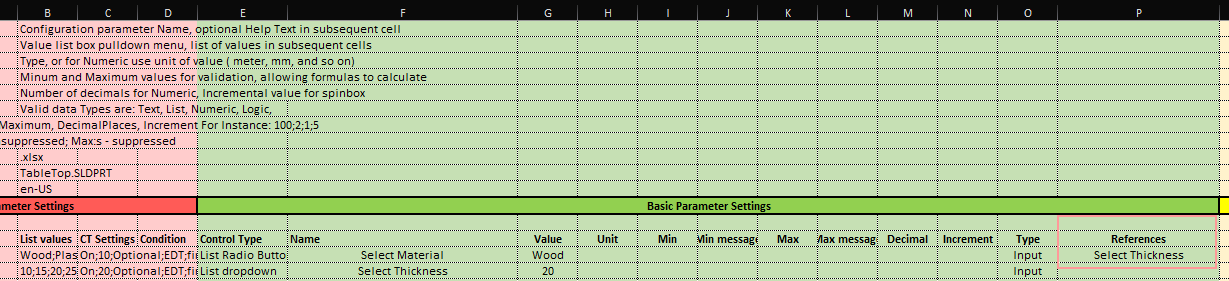 B C D E F G H I J K L M N O P
Configuration parameter Name, optional Help Text in subsequent cell
Value list box pulldown menu, list of values in subsequent cells
Type, or for Numeric use unit of value ( meter, mm, and so on)
Minum and Maximum values for validation, allowing formulas to calculate
Number of decimals for Numeric, Incremental value for spinbox
Valid data Types are: Text, List, Numeric, Logic,
Maximum, DecimalPlaces, Increment For Instance: 100;2;1;5
suppressed; Max:s - suppressed
.xlsx
TableTop.SLDPRT
en-US
meter Settings Basic Parameter Settings
List values CT Settings Condition Control Type Name Value Unit Min Min message Max Max messag Decimal Increment Type References
Wood;Plas On;10;Optional;EDT;fi List Radio Butto Select Material Wood Input Select Thickness
10;15;20;25 On;20;Optional;EDT;fi List dropdown Select Thickness 20 Input